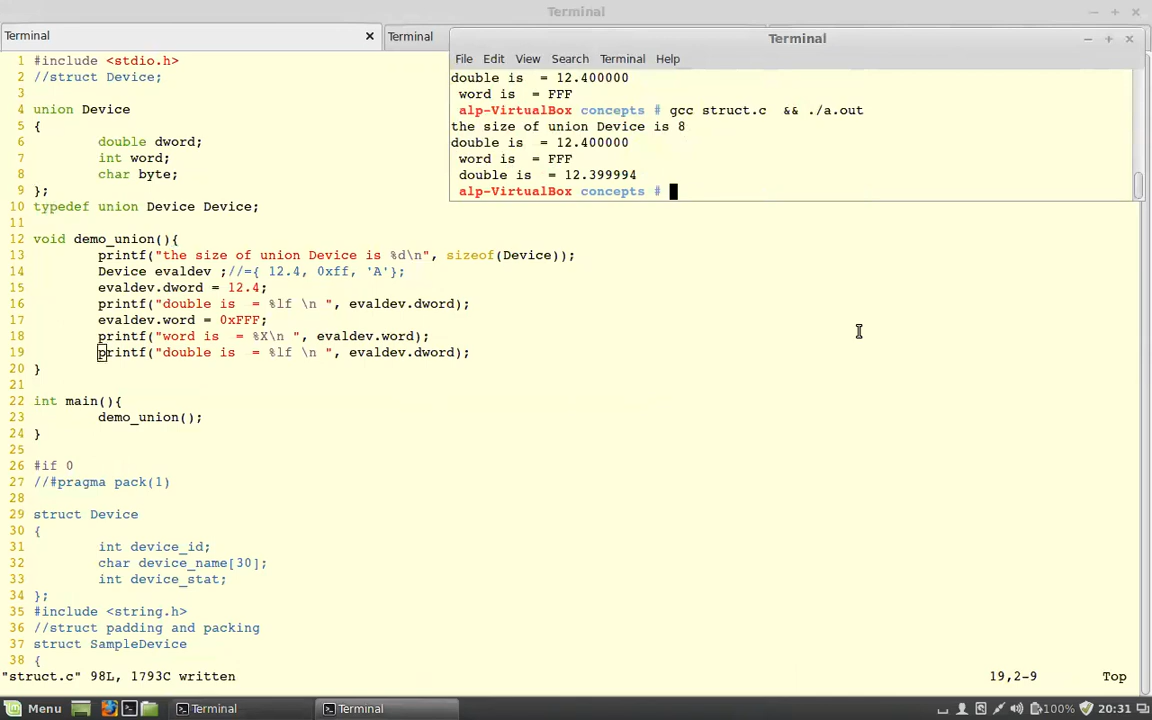 Terminal
Terminal
Terminal
Terminal
File Edit View Search Terminal Help
double is  = 12.400000
 word is  = FFF
 alp-VirtualBox concepts # gcc struct.c  && ./a.out
the size of union Device is 8
double is  = 12.400000
 word is  = FFF
 double is  = 12.399994
 alp-VirtualBox concepts #
1 #include <stdio.h>
2 //struct Device;
3
4 union Device
5 {
6         double dword;
7         int word;
8         char byte;
9 };
10 typedef union Device Device;
11
12 void demo_union(){
13         printf("the size of union Device is %d\n", sizeof(Device));
14         Device evaldev ;//={ 12.4, 0xff, 'A'};
15         evaldev.dword = 12.4;
16         printf("double is  = %lf \n ", evaldev.dword);
17         evaldev.word = 0xFFF;
18         printf("word is  = %X\n ", evaldev.word);
19         printf("double is  = %lf \n ", evaldev.dword);
20 }
21
22 int main(){
23         demo_union();
24 }
25
26 #if 0
27 //#pragma pack(1)
28
29 struct Device
30 {
31         int device_id;
32         char device_name[30];
33         int device_stat;
34 };
35 #include <string.h>
36 //struct padding and packing
37 struct SampleDevice
38 {
"struct.c" 98L, 1793C written 19,2-9 Top
Menu Terminal Terminal 100% 20:31